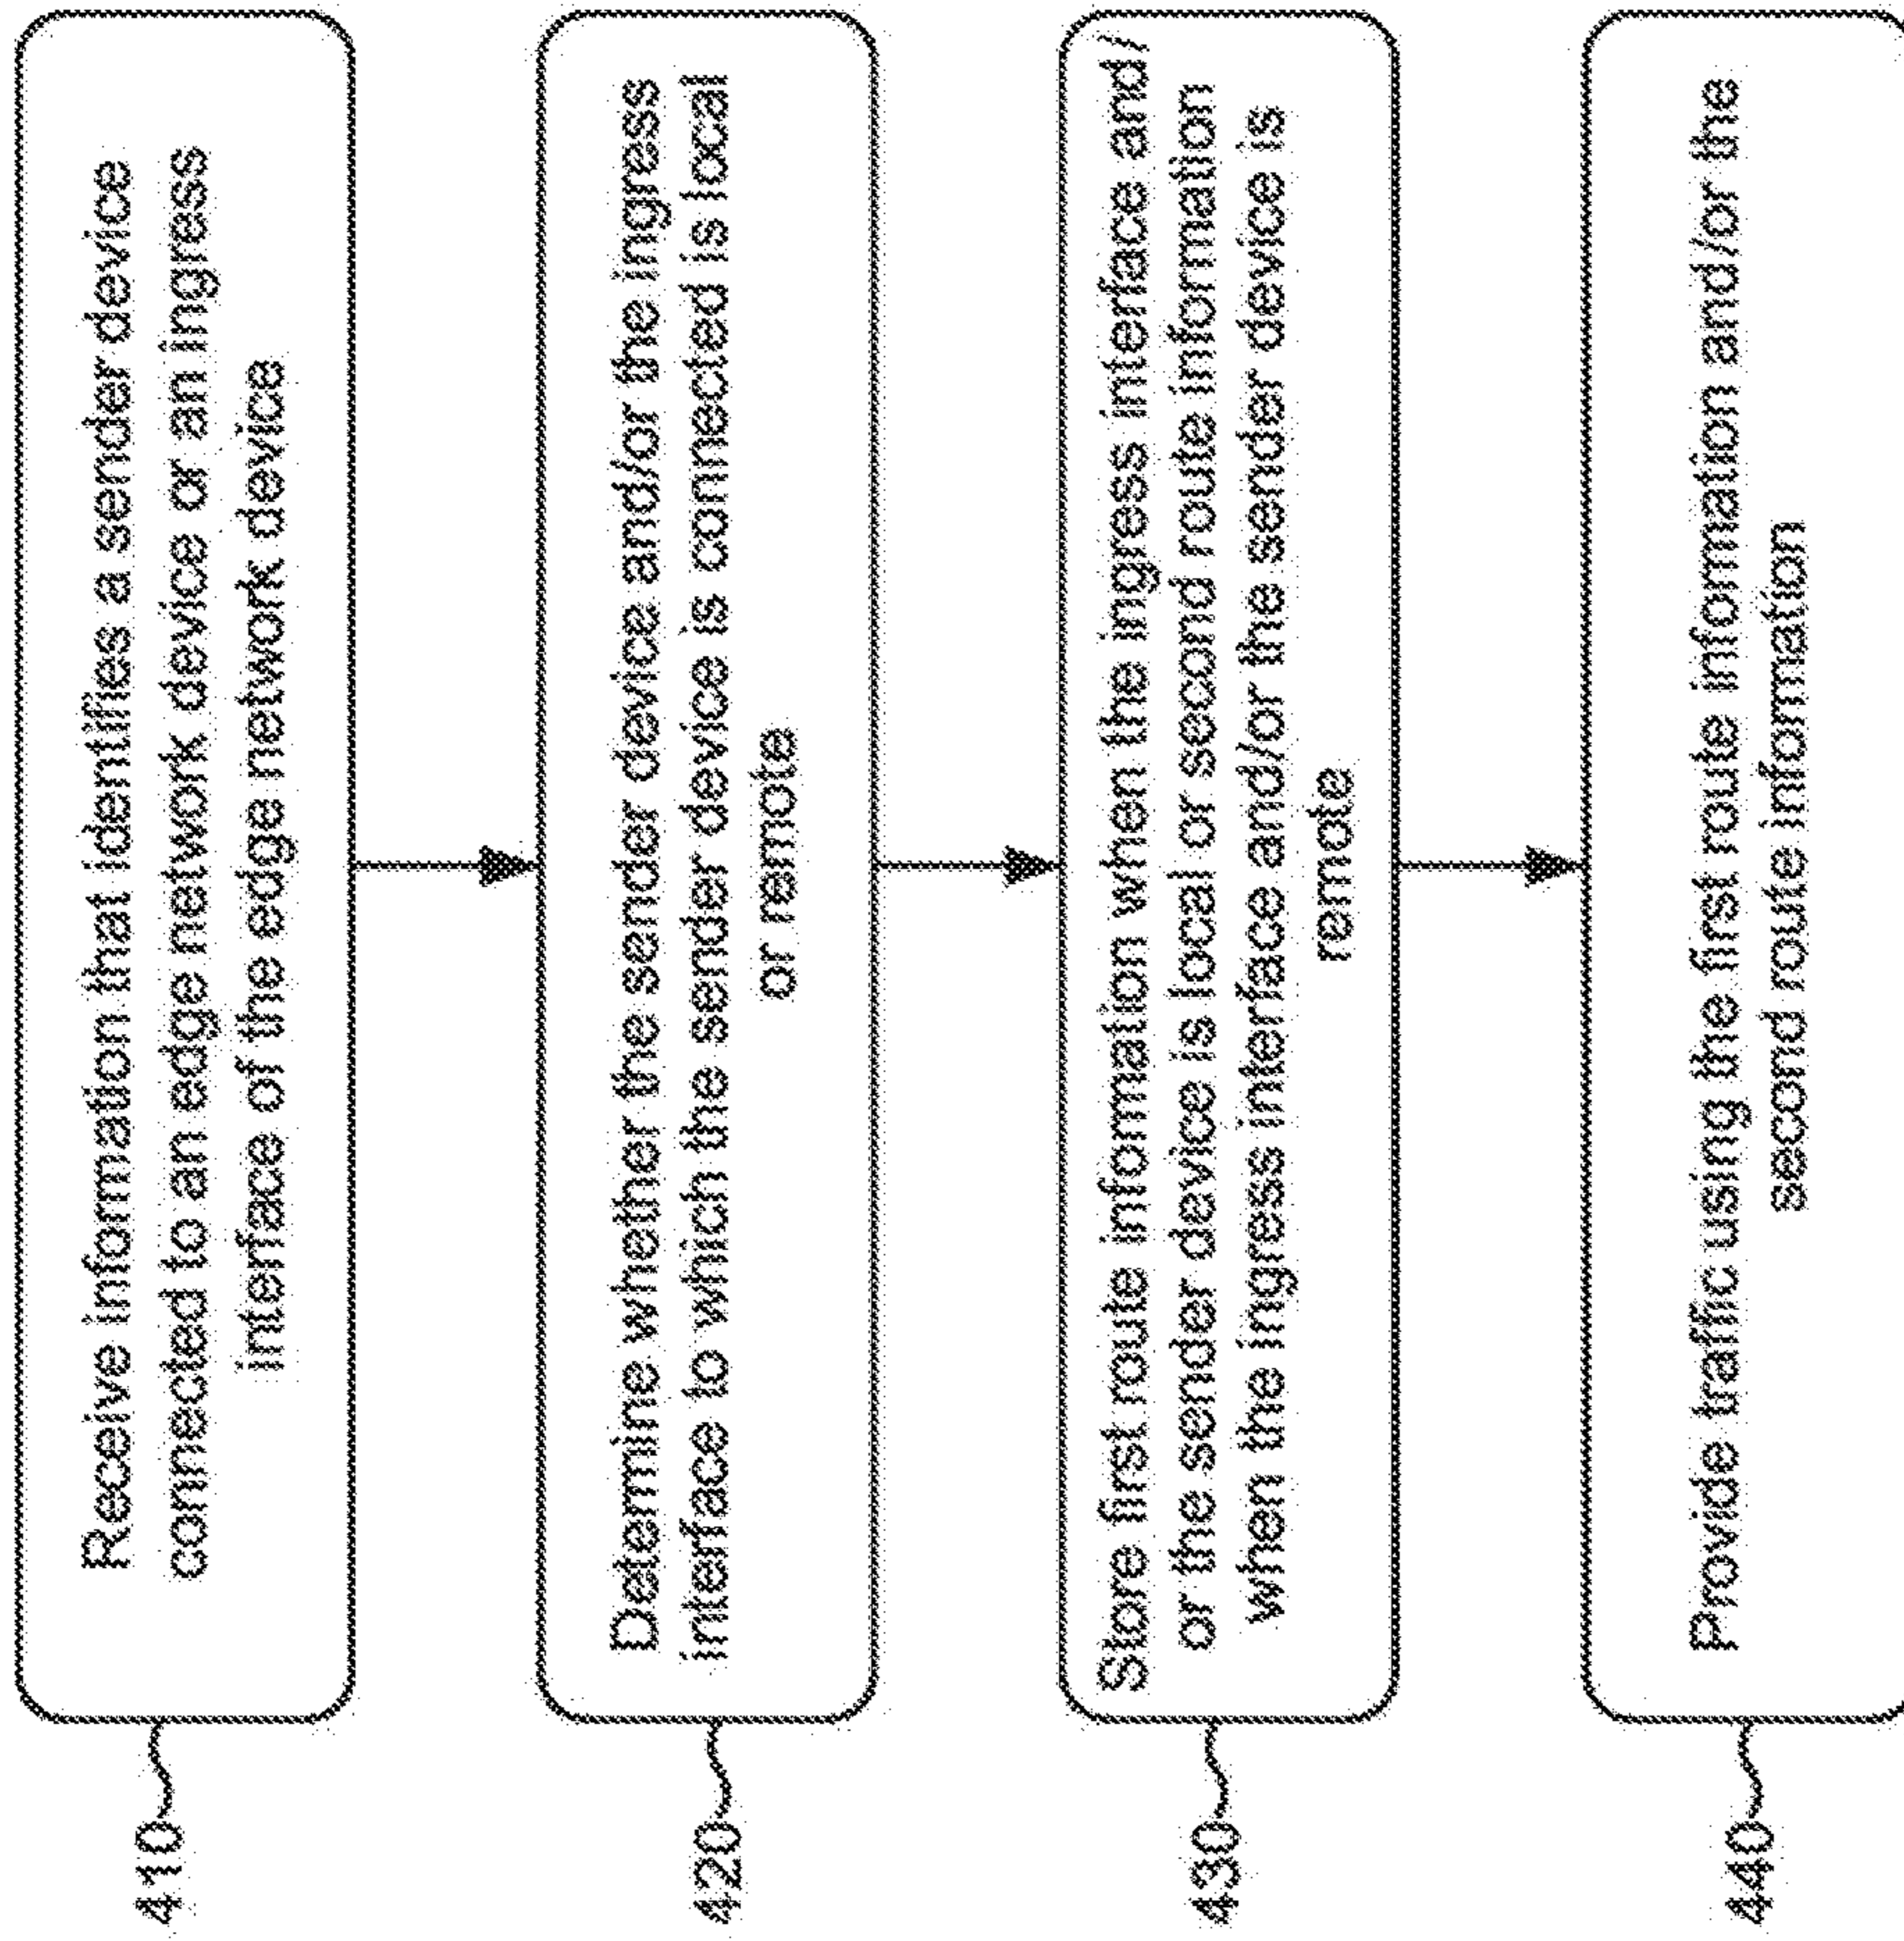 410
Receive information that identifies a sender device
connected to an edge network device or an ingress
interface of the edge network device
420
Determine whether the sender device and/or the ingress
interface to which the sender device is connected is local
or remote
430
Store first route information when the ingress interface and/
or the sender device is local or second route information
when the ingress interface and/or the sender device is
remote
440
Provide traffic using the first route information and/or the
second route information